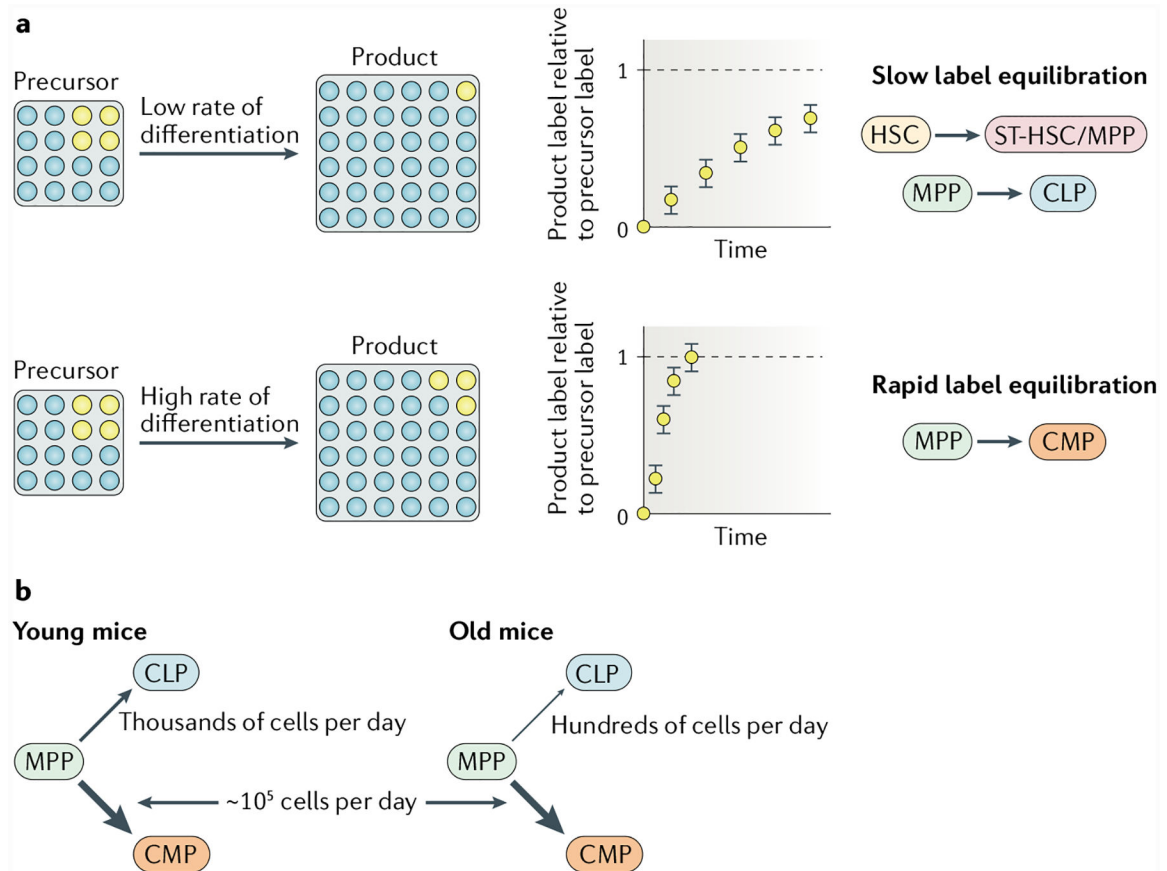 a
Precursor
Low rate of
differentiation
Product
Product label relative
to precursor label
1
0
Time
Slow label equilibration
HSC
ST-HSC/MPP
MPP
CLP
Precursor
High rate of
differentiation
Product
Product label relative
to precursor label
1
0
Time
Rapid label equilibration
MPP
CMP
b
Young mice
CLP
Thousands of cells per day
MPP
CMP
~10⁵ cells per day
Old mice
CLP
Hundreds of cells per day
MPP
CMP